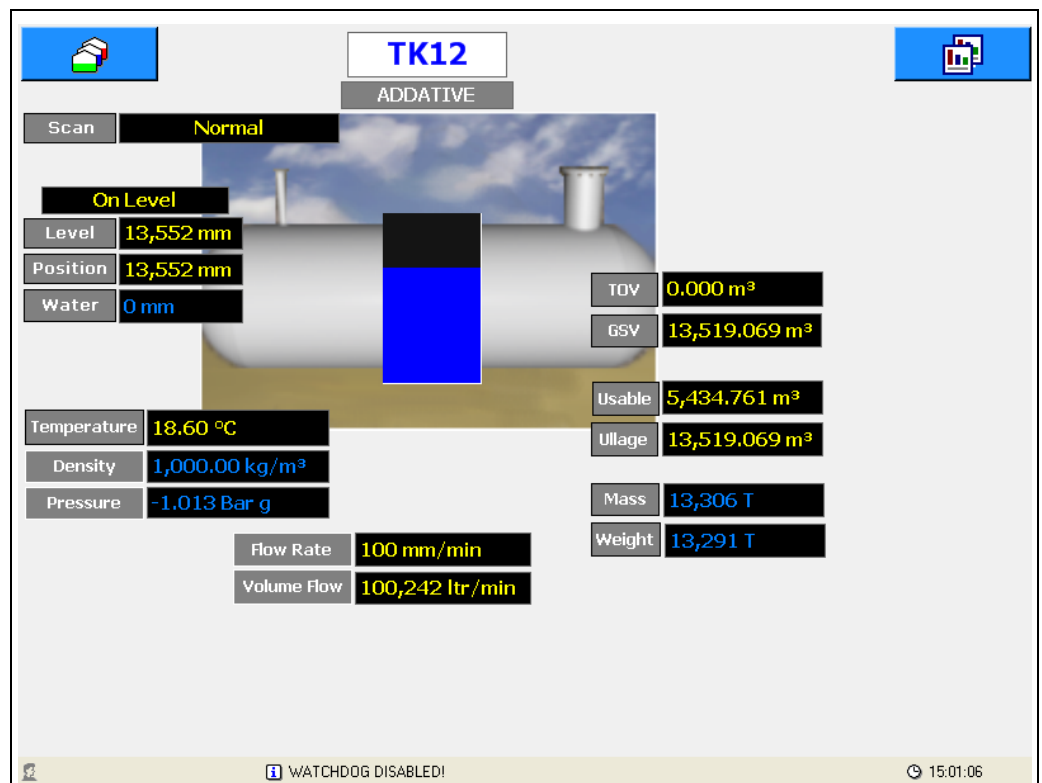 TK12
ADDATIVE
Scan Normal
On Level
Level 13,552 mm
Position 13,552 mm
Water 0 mm
TOV 0.000 m³
GSV 13,519.069 m³
Usable 5,434.761 m³
Ullage 13,519.069 m³
Temperature 18.60 °C
Density 1,000.00 kg/m³
Pressure -1.013 Bar g
Mass 13,306 T
Weight 13,291 T
Flow Rate 100 mm/min
Volume Flow 100,242 ltr/min
WATCHDOG DISABLED! 15:01:06